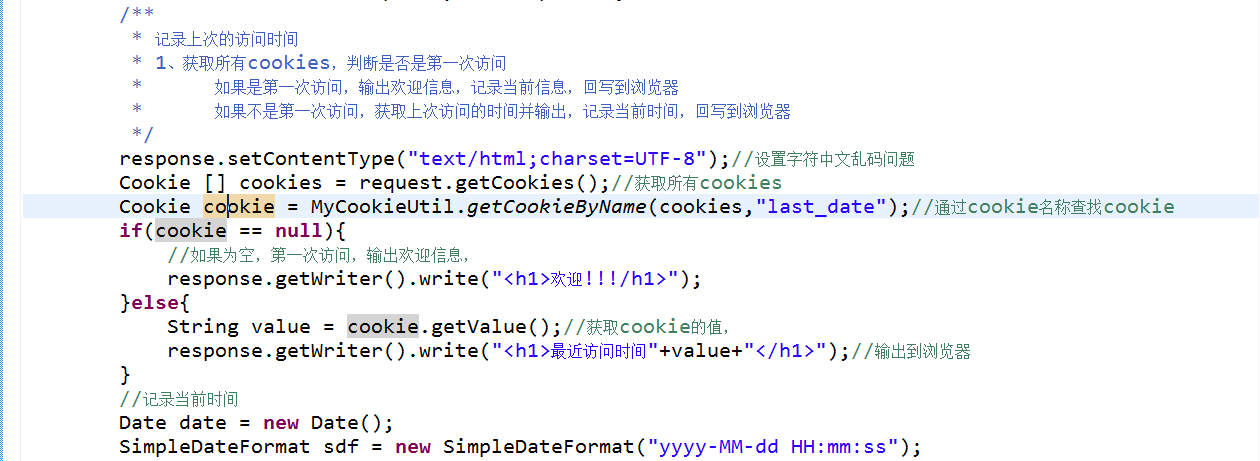 /**
 * 记录上次的访问时间
 * 1、获取所有cookies，判断是否是第一次访问
 *      如果是第一次访问，输出欢迎信息，记录当前信息，回写到浏览器
 *      如果不是第一次访问，获取上次访问的时间并输出，记录当前时间，回写到浏览器
 */
response.setContentType("text/html;charset=UTF-8");//设置字符中文乱码问题
Cookie [] cookies = request.getCookies();//获取所有cookies
Cookie cookie = MyCookieUtil.getCookieByName(cookies,"last_date");//通过cookie名称查找cookie
if(cookie == null){
    //如果为空，第一次访问，输出欢迎信息，
    response.getWriter().write("<h1>欢迎!!!/h1>");
}else{
    String value = cookie.getValue();//获取cookie的值，
    response.getWriter().write("<h1>最近访问时间"+value+"</h1>");//输出到浏览器
}
//记录当前时间
Date date = new Date();
SimpleDateFormat sdf = new SimpleDateFormat("yyyy-MM-dd HH:mm:ss");